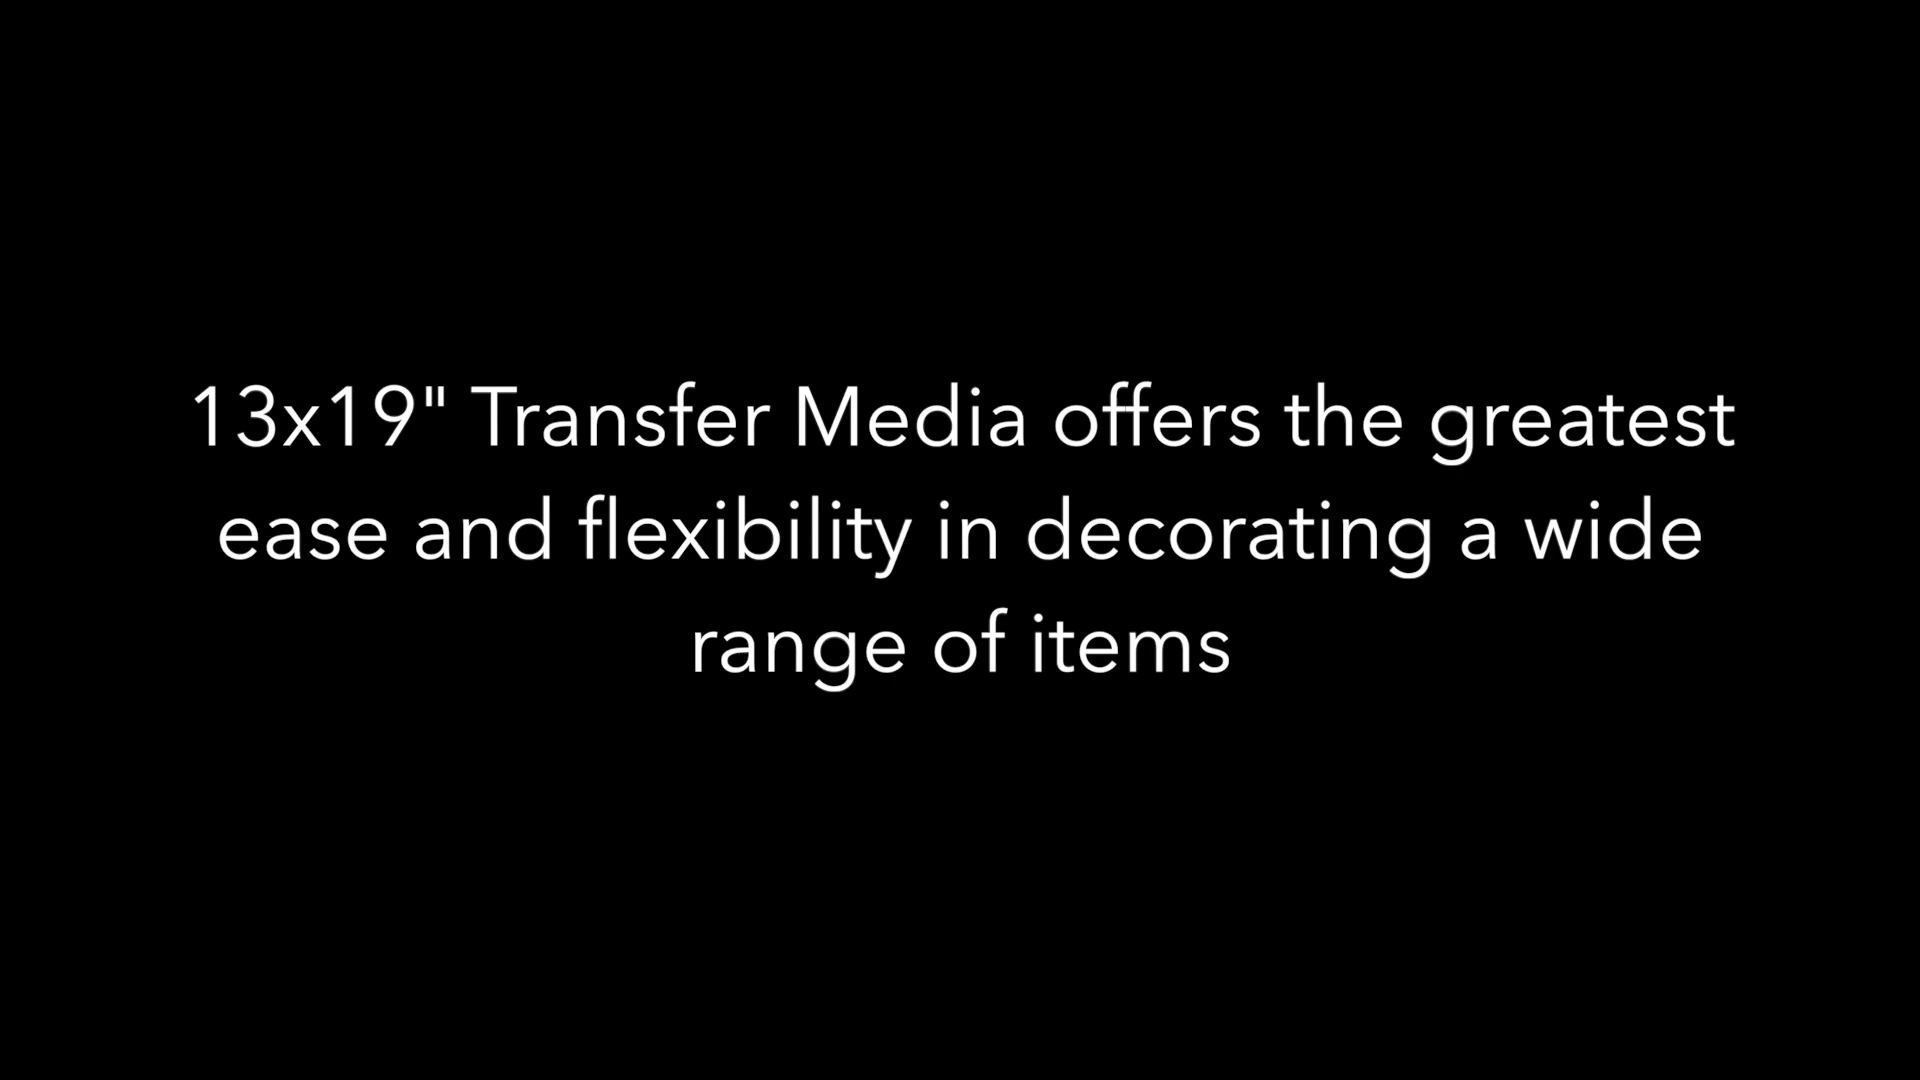 13x19" Transfer Media offers the greatest
ease and flexibility in decorating a wide
range of items